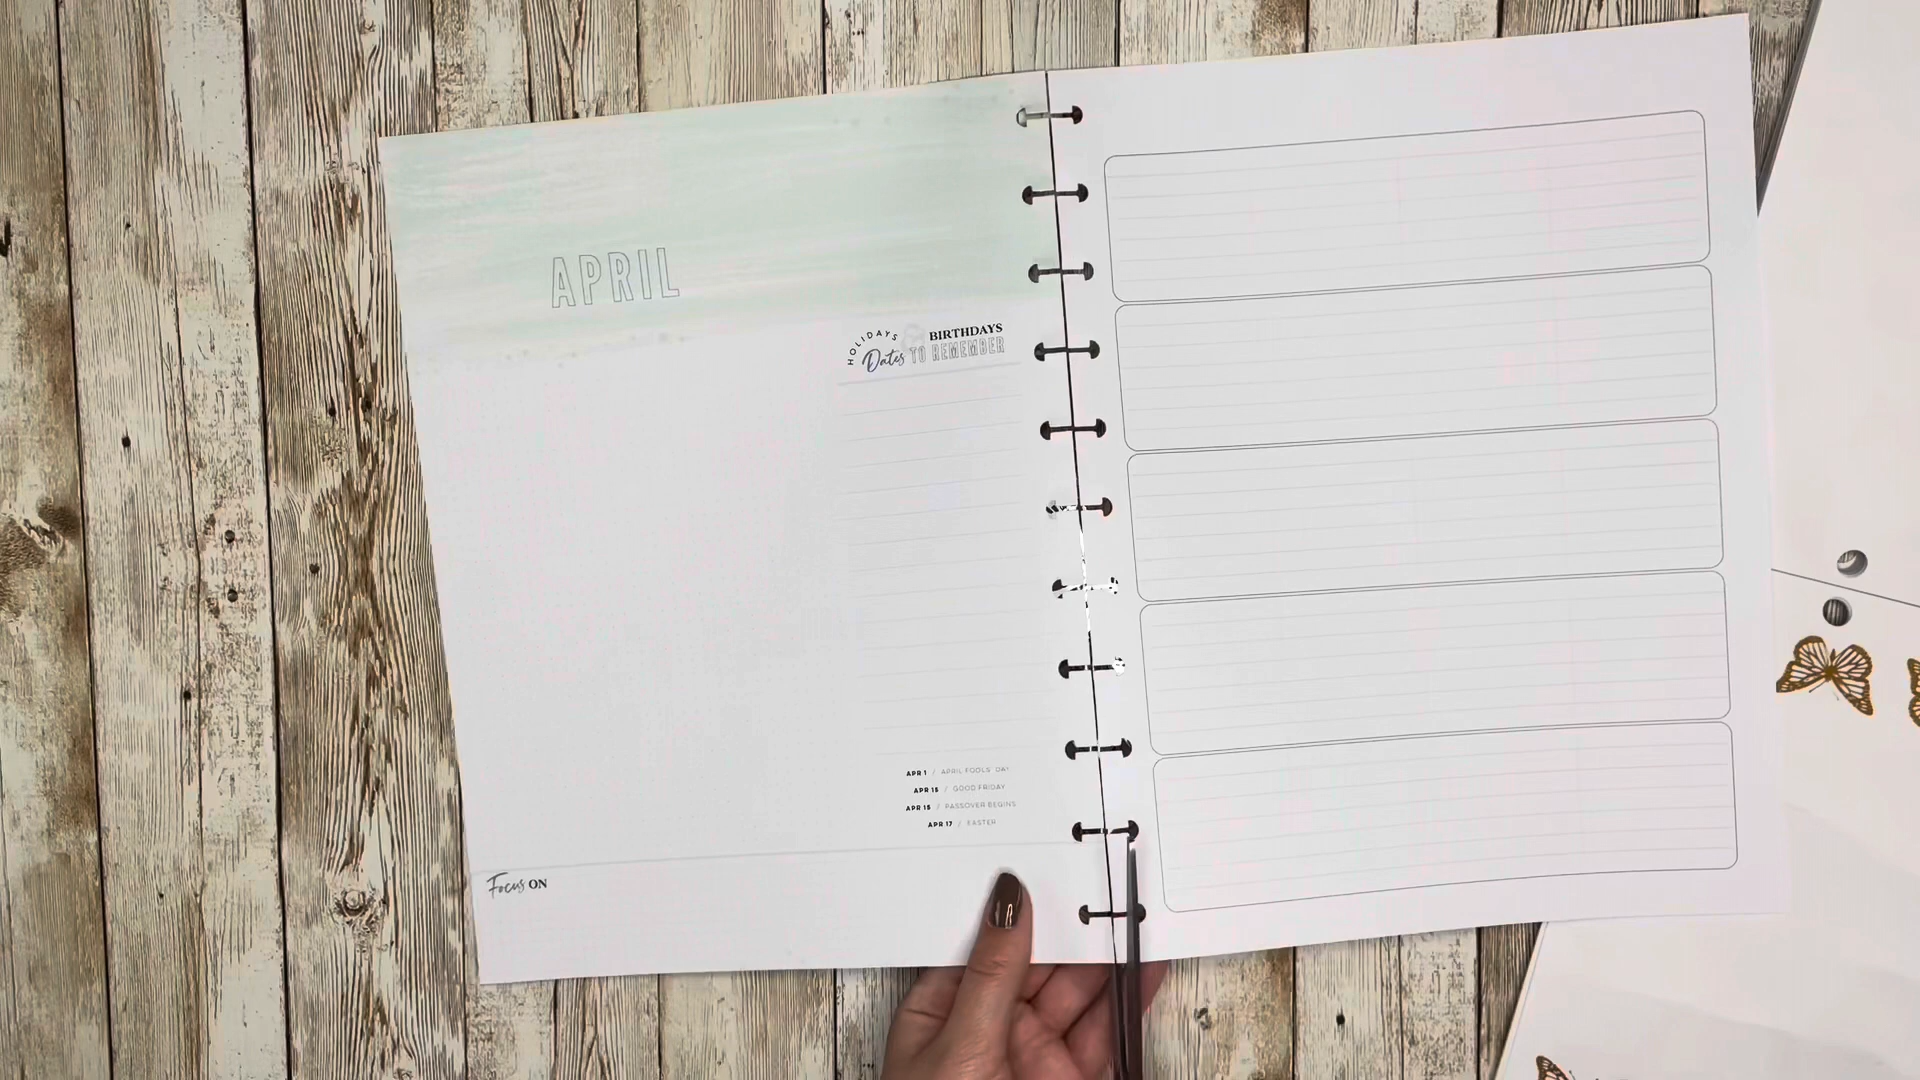 APRIL
HOLIDAYS
BIRTHDAYS
Dates TO REMEMBER
APR 1 / APRIL FOOLS' DAY
APR 15 / GOOD FRIDAY
APR 15 / PASSOVER BEGINS
APR 17 / EASTER
Focus ON